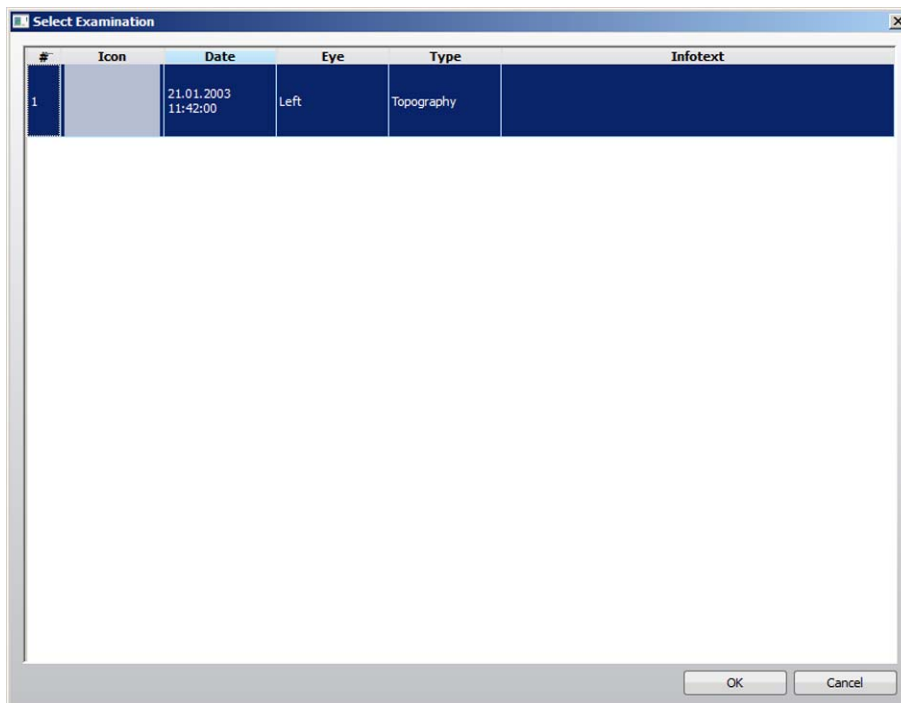 Select Examination
# Icon Date Eye Type Infotext
1 21.01.2003 Left Topography
11:42:00
OK Cancel